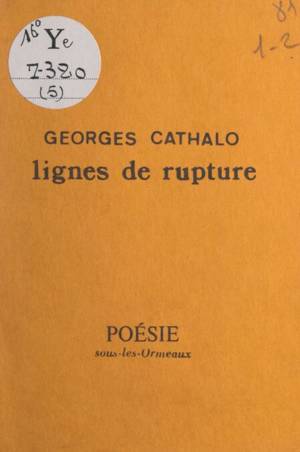 16° Ye
7-320
(5)
81
1-2
GEORGES CATHALO
lignes de rupture
POÉSIE
sous-les-Ormeaux